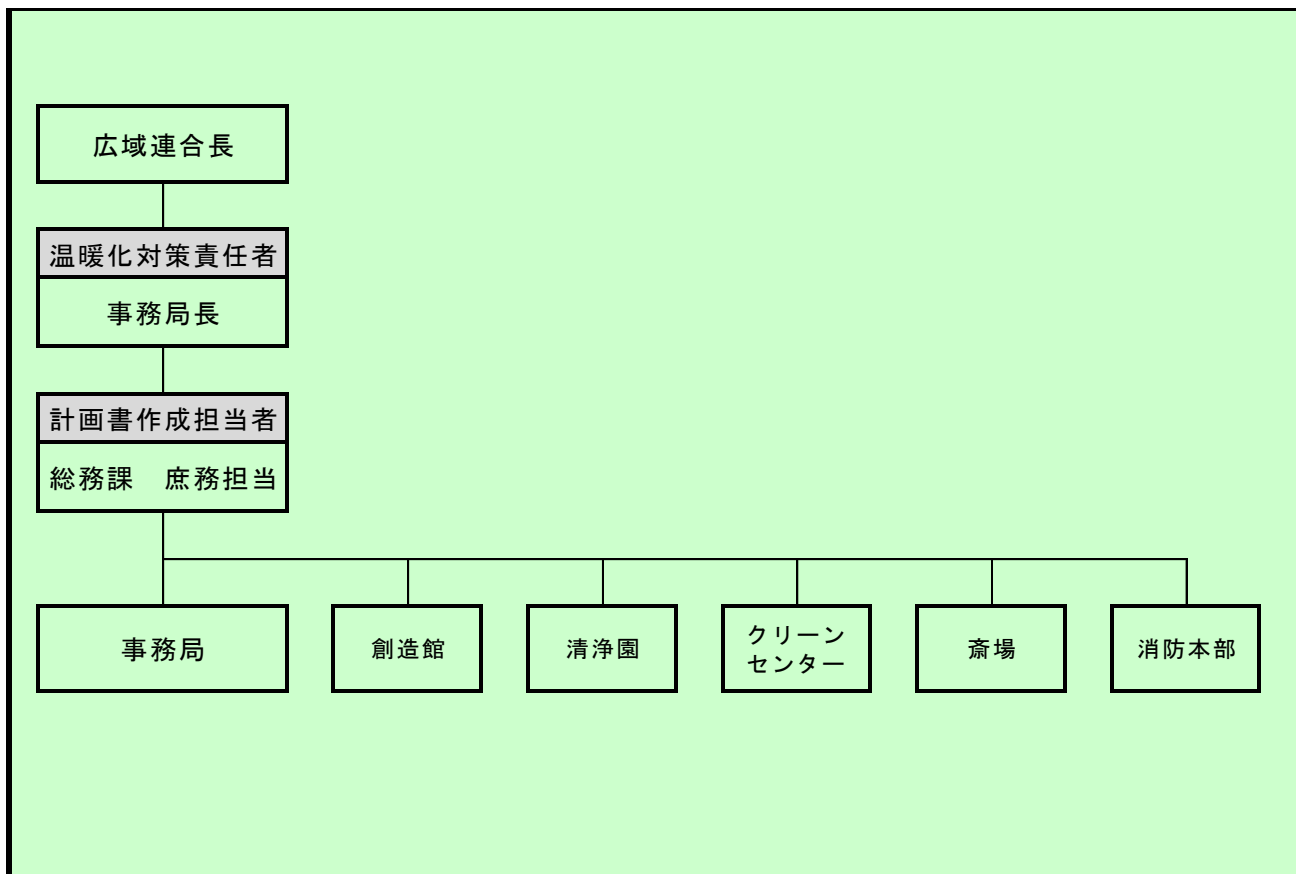 広域連合長
温暖化対策責任者
事務局長
計画書作成担当者
総務課　庶務担当
事務局
創造館
清浄園
クリーン
センター
斎場
消防本部